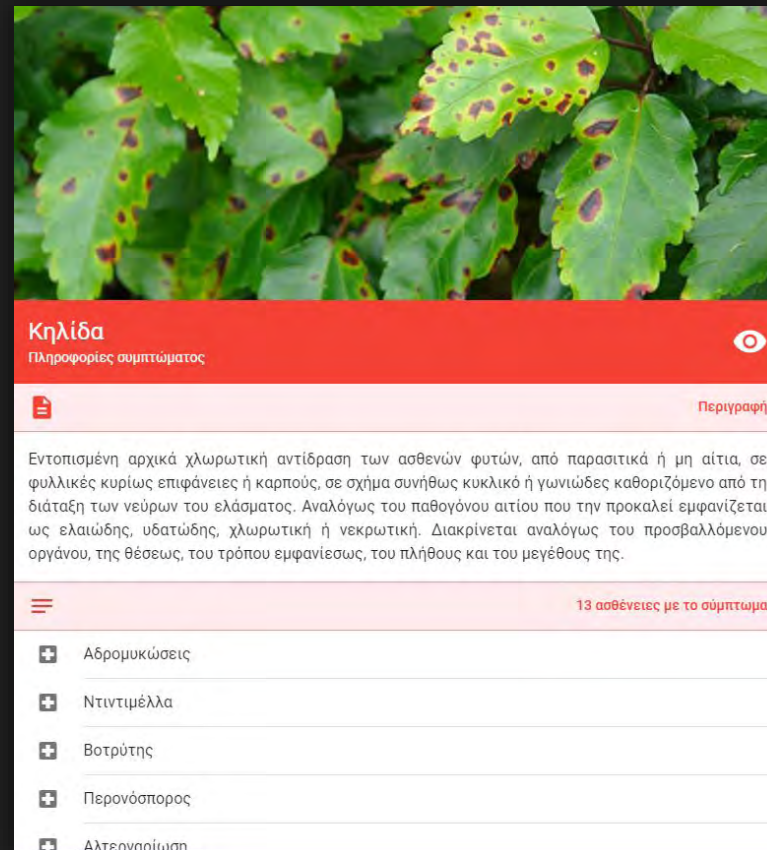 Κηλίδα
Πληροφορίες συμπτώματος
Περιγραφή
Εντοπισμένη αρχικά χλωρωτική αντίδραση των ασθενών φυτών, από παρασιτικά ή μη αίτια, σε
φυλλικές κυρίως επιφάνειες ή καρπούς, σε σχήμα συνήθως κυκλικό ή γωνιώδες καθοριζόμενο από τη
διάταξη των νεύρων του ελάσματος. Αναλόγως του παθογόνου αιτίου που την προκαλεί εμφανίζεται
ως ελαιώδης, υδατώδης, χλωρωτική ή νεκρωτική. Διακρίνεται αναλόγως του προσβαλλόμενου
οργάνου, της θέσεως, του τρόπου εμφανίεσως, του πλήθους και του μεγέθους της.
13 ασθένειες με το σύμπτωμα
Αδρομυκώσεις
Ντιντιμέλλα
Βοτρύτης
Περονόσπορος
Αλτερναρίωση